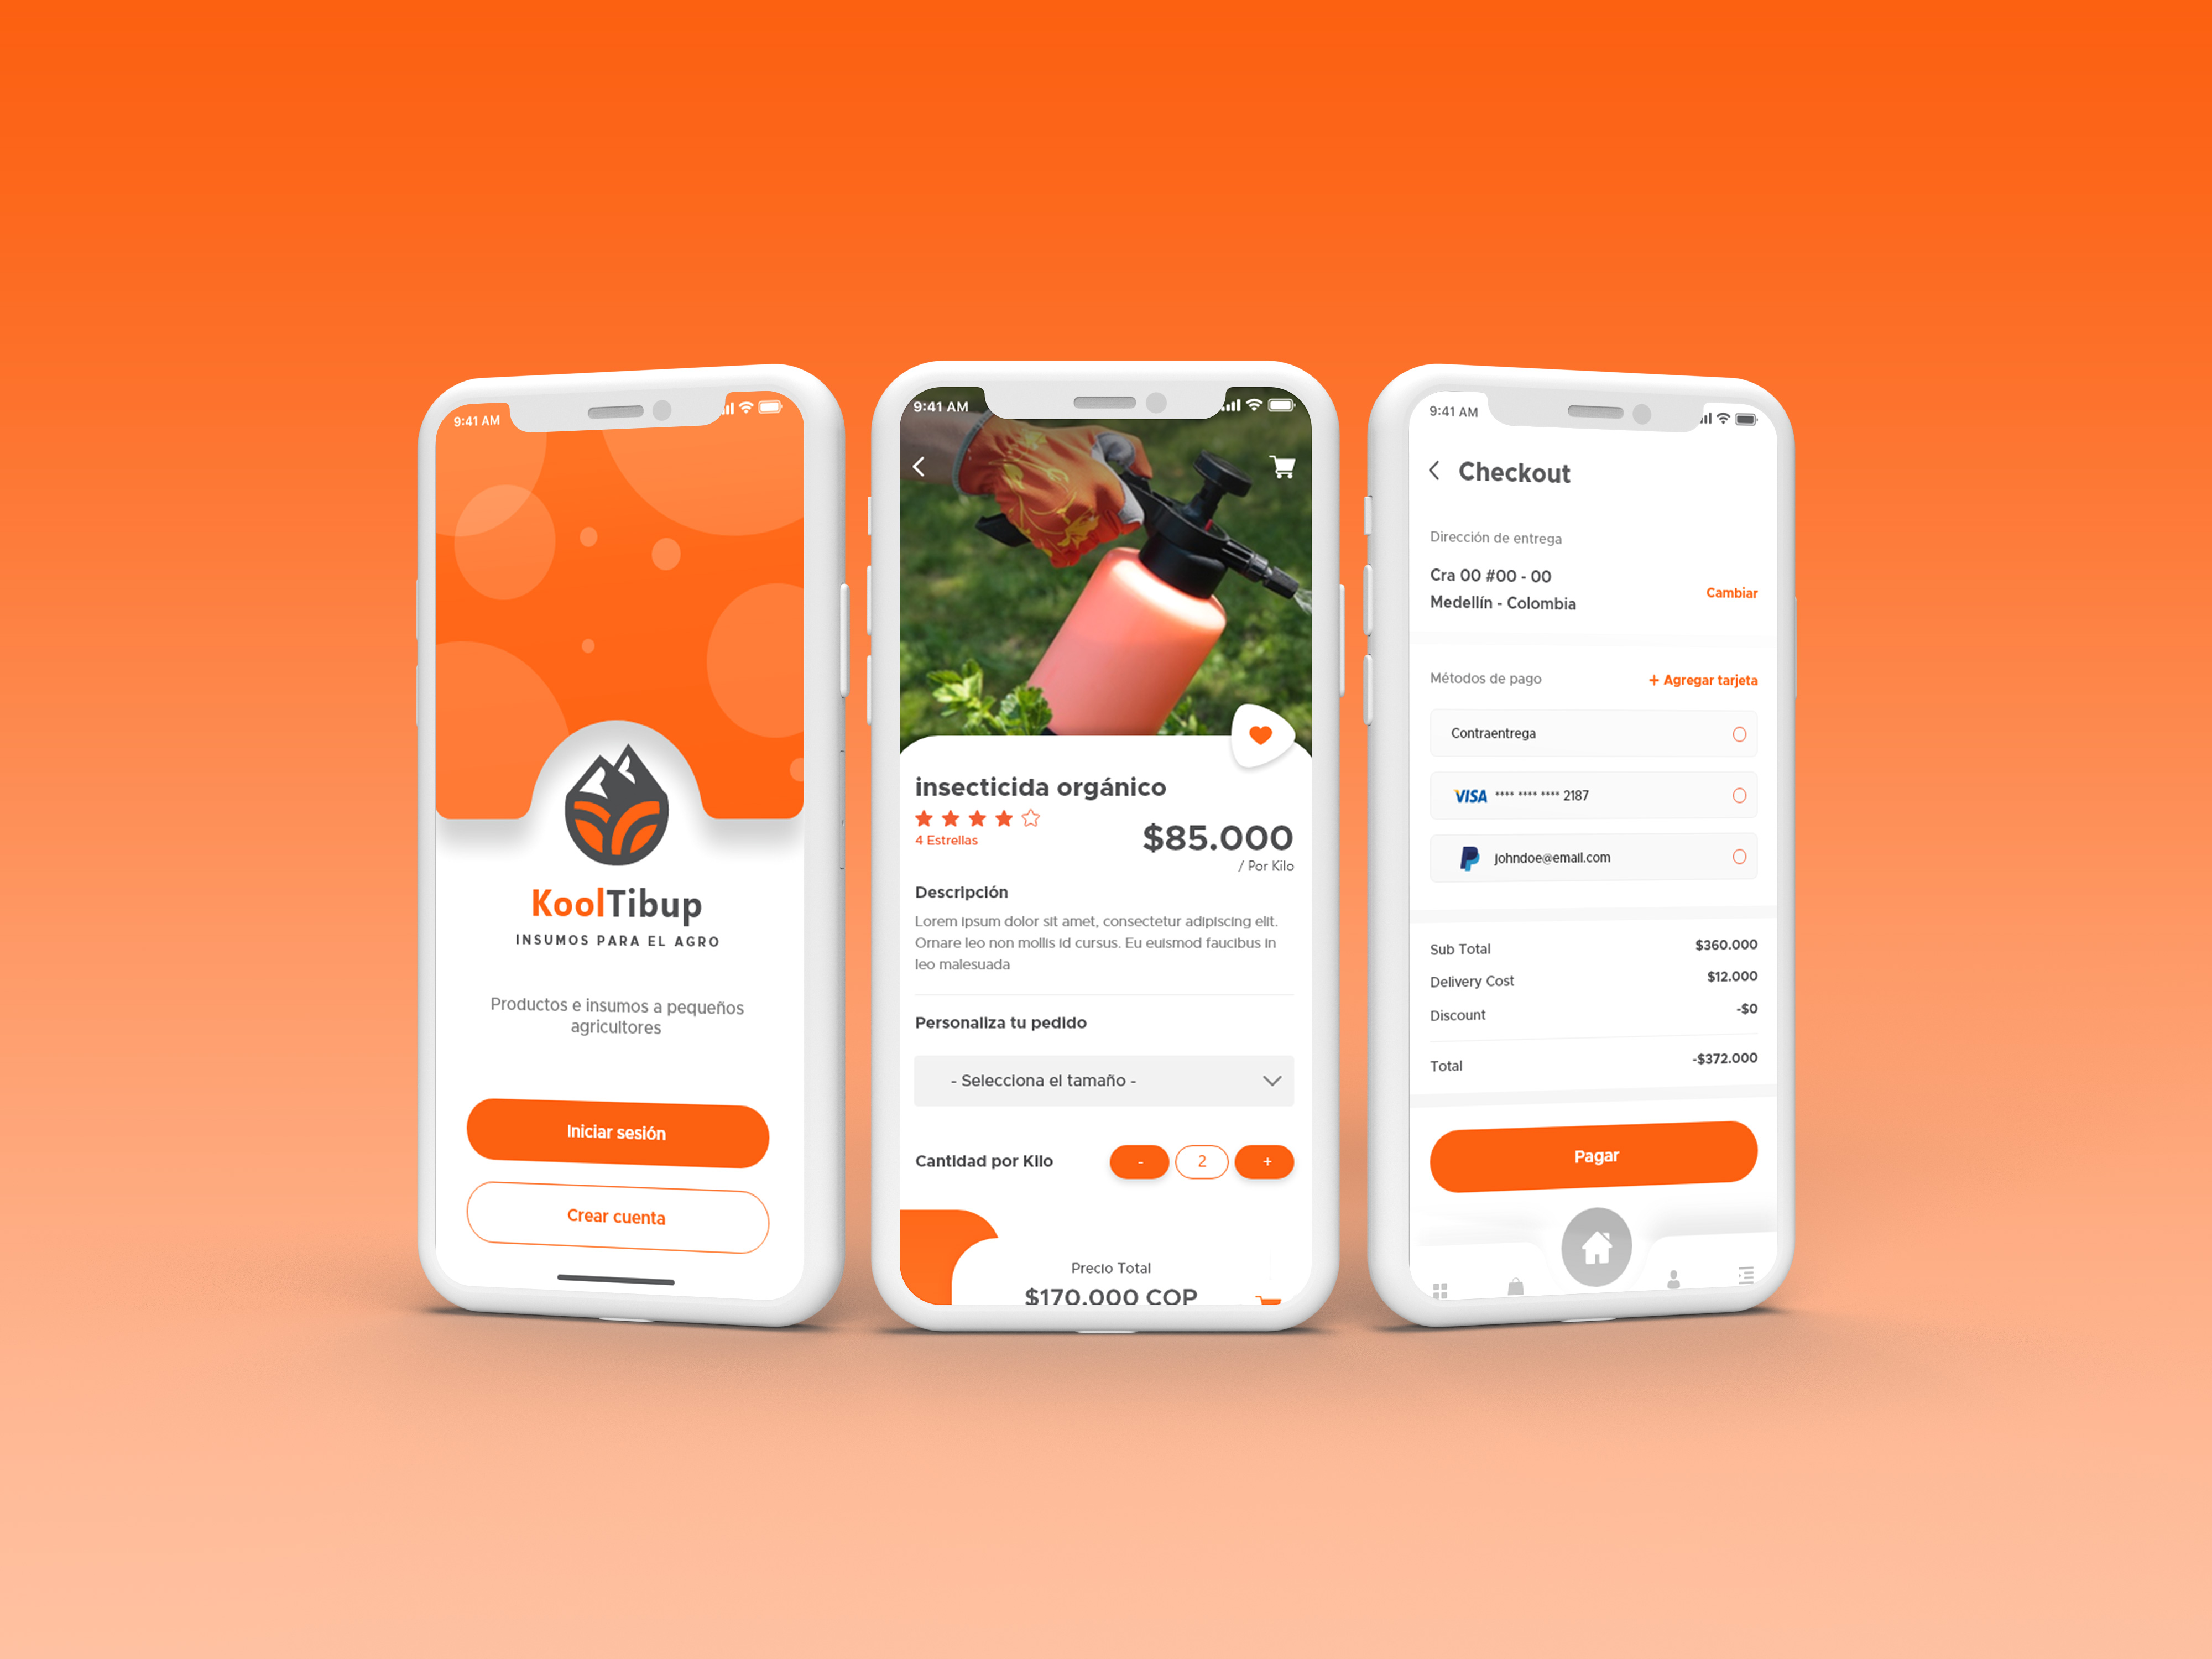 9:41 AM
KoolTibup
INSUMOS PARA EL AGRO
Productos e insumos a pequeños
agricultores
Iniciar sesión
Crear cuenta
9:41 AM
insecticida orgánico
4 Estrellas
$85.000
/ Por Kilo
Descripción
Lorem ipsum dolor sit amet, consectetur adipiscing elit.
Ornare leo non mollis id cursus. Eu euismod faucibus in
leo malesuada
Personaliza tu pedido
- Selecciona el tamaño -
Cantidad por Kilo - 2 +
Precio Total
$170.000 COP
9:41 AM
Checkout
Dirección de entrega
Cra 00 #00 - 00
Medellín - Colombia
Cambiar
Métodos de pago + Agregar tarjeta
Contraentrega
VISA **** **** **** 2187
johndoe@email.com
Sub Total $360.000
Delivery Cost $12.000
Discount -$0
Total -$372.000
Pagar